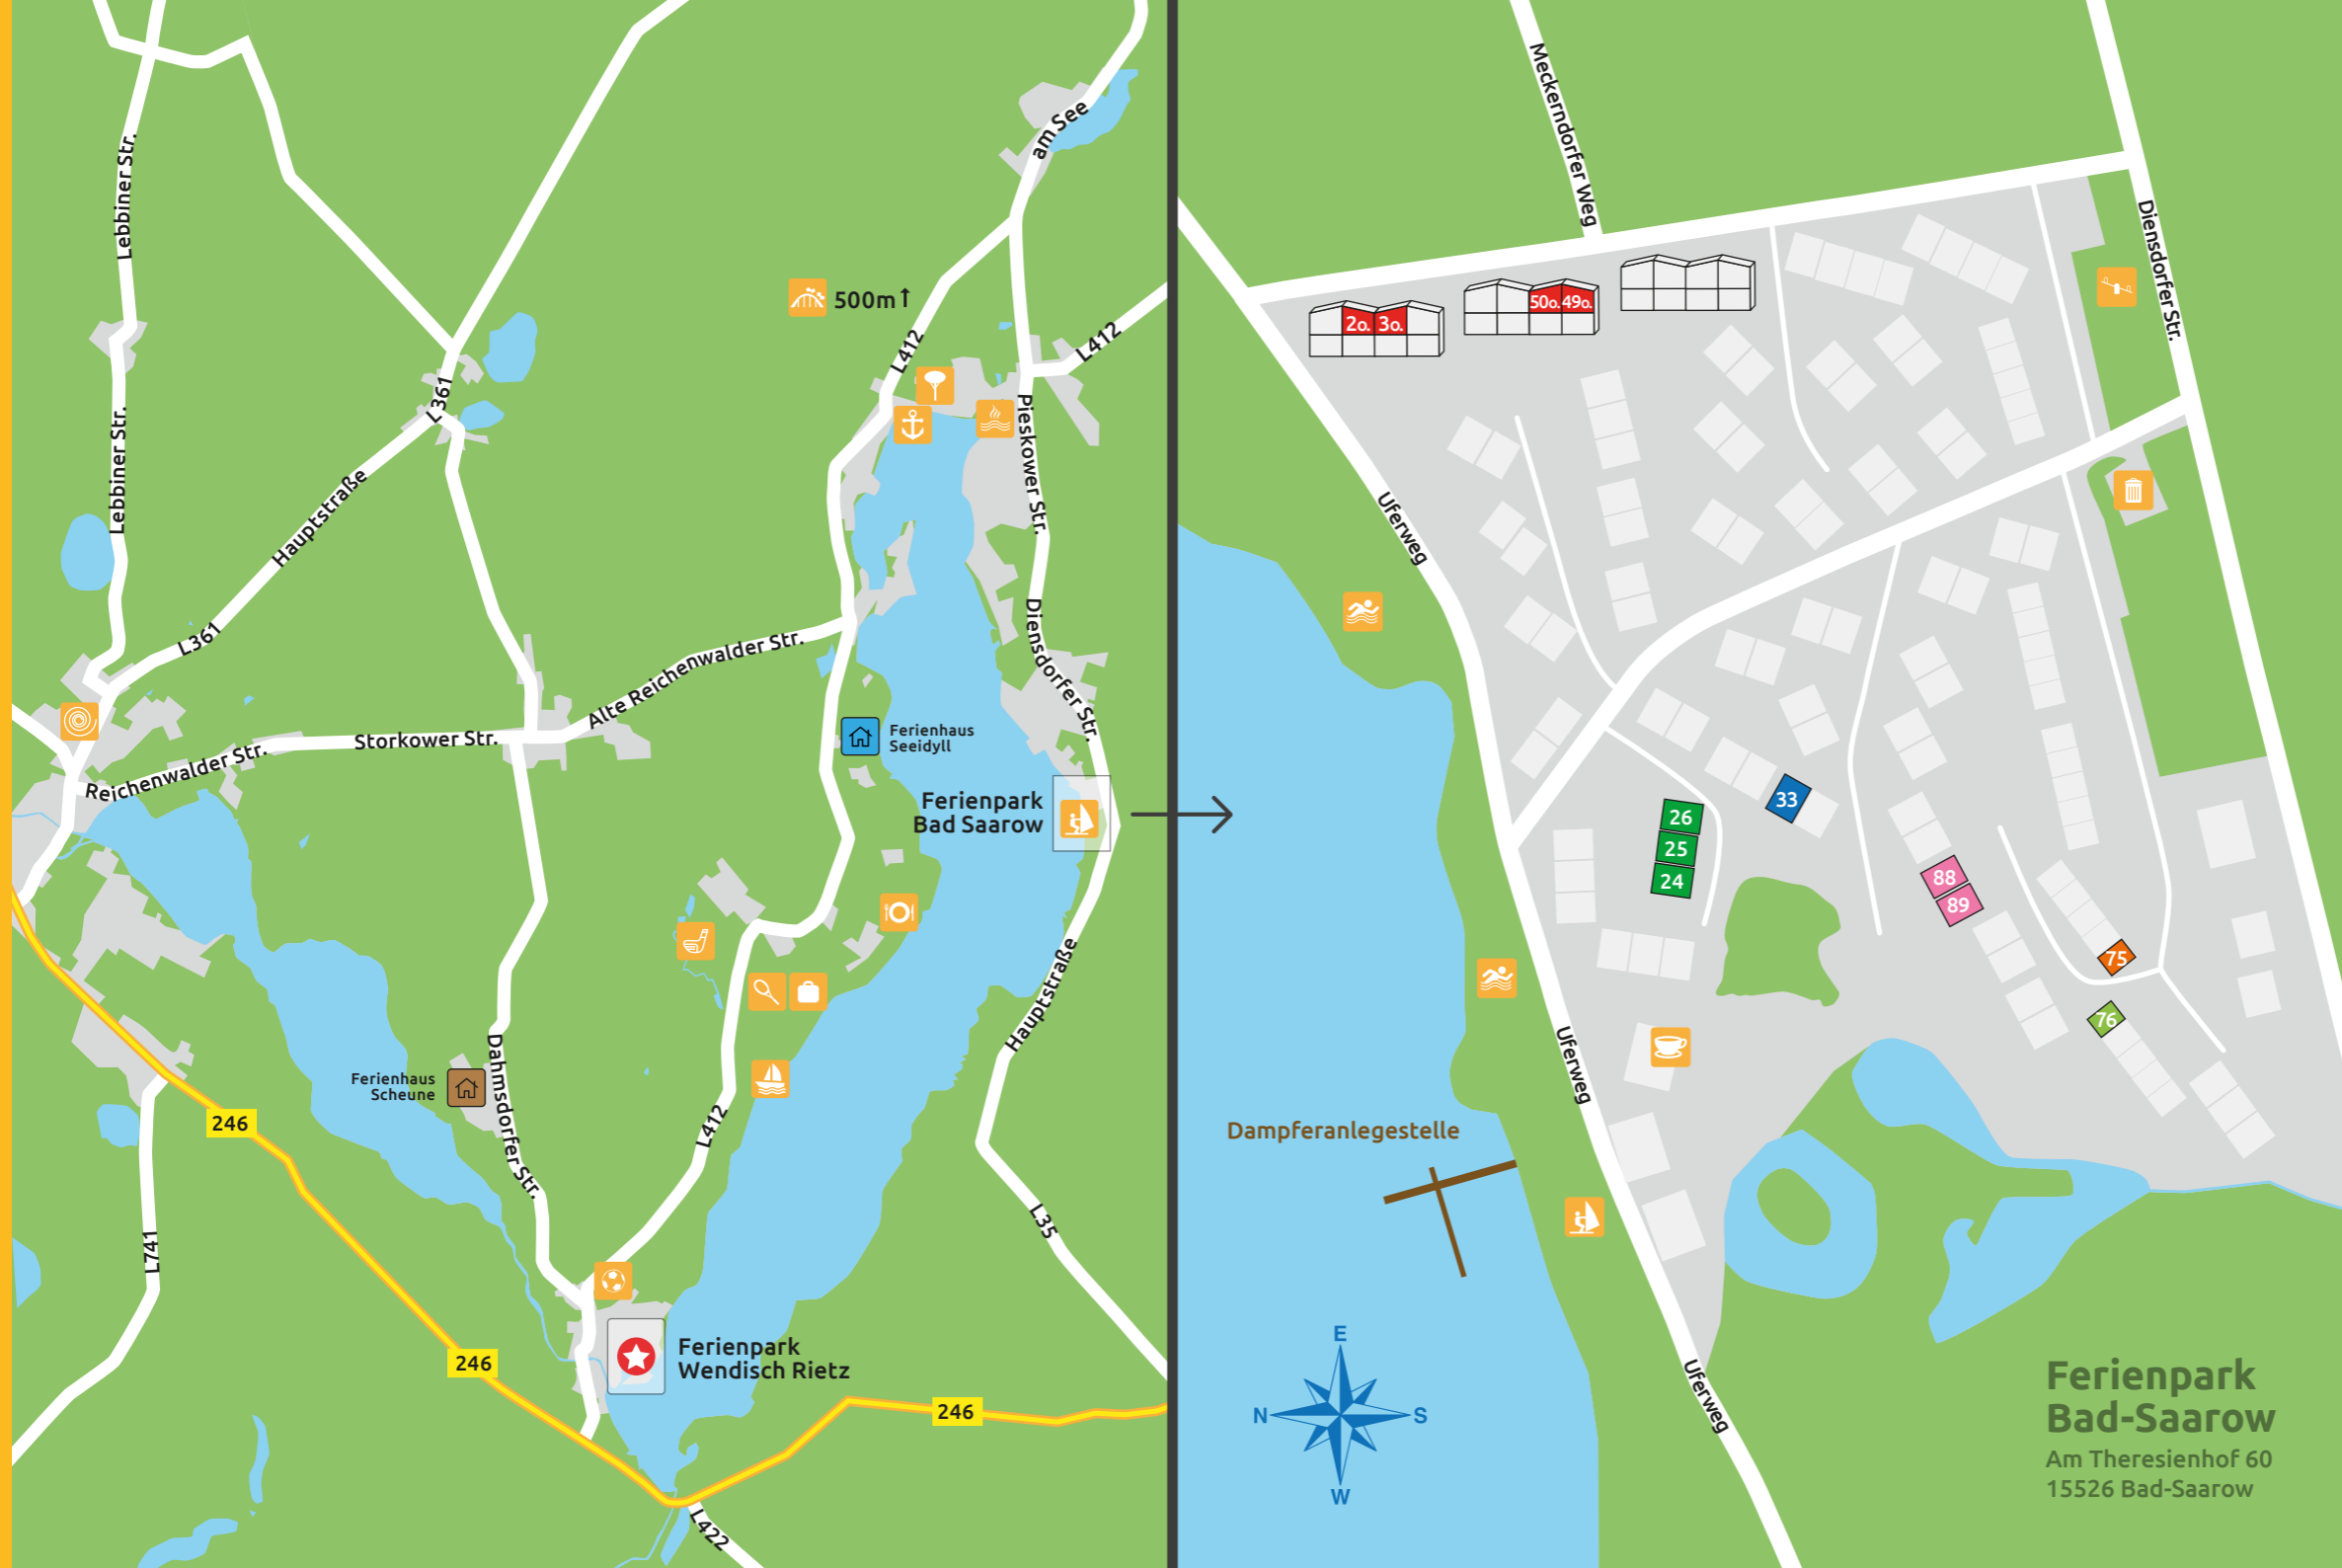 Lebbiner Str.
am See
500m↑
L412
L412
L361
Lebbiner Str.
Pieskower Str.
Hauptstraße
L361
Diensdorfer Str.
Alte Reichenwalder Str.
Storkower Str.
Reichenwalder Str.
Ferienhaus
Seeidyll
Ferienpark
Bad Saarow
Hauptstraße
Dahmsdorfer Str.
Ferienhaus
Scheune
246
L412
L35
L741
246
Ferienpark
Wendisch Rietz
246
L422
Meckerndorfer Weg
Diensdorfer Str.
2o.
3o.
50o.
49o.
Uferweg
33
26
25
24
88
89
75
76
Uferweg
Dampferanlegestelle
Uferweg
E
N
S
W
Ferienpark
Bad-Saarow
Am Theresienhof 60
15526 Bad-Saarow